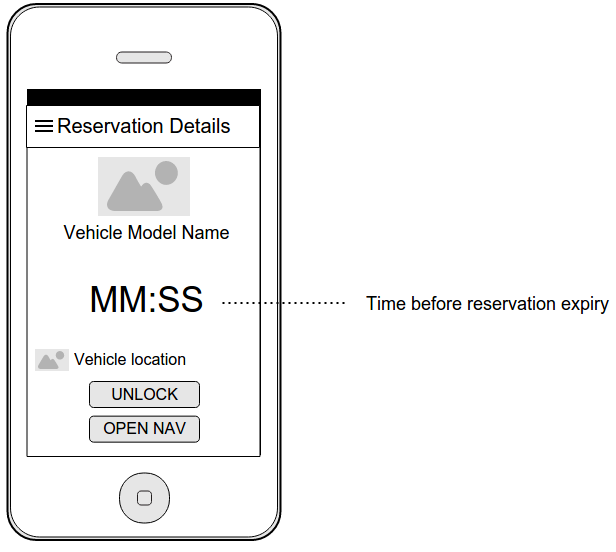 Reservation Details
Vehicle Model Name
MM:SS
Time before reservation expiry
Vehicle location
UNLOCK
OPEN NAV